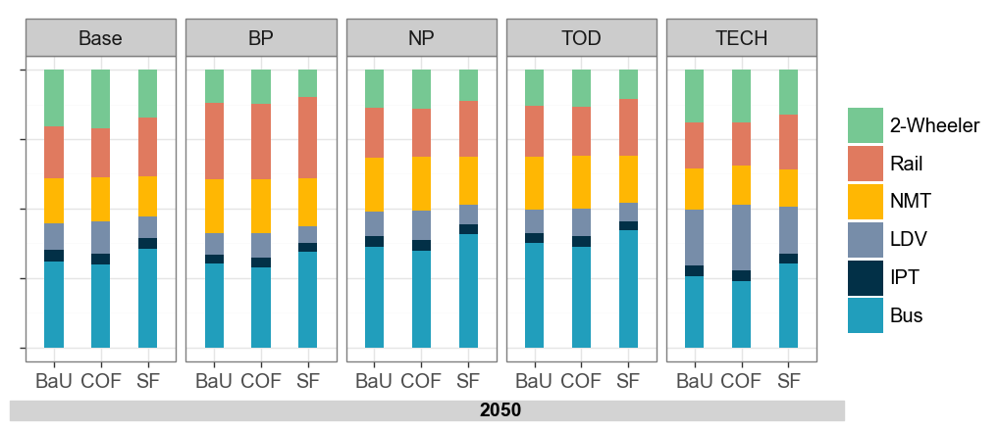 Base BP NP TOD TECH
2-Wheeler
Rail
NMT
LDV
IPT
Bus
BaU COF SF BaU COF SF BaU COF SF BaU COF SF BaU COF SF
2050